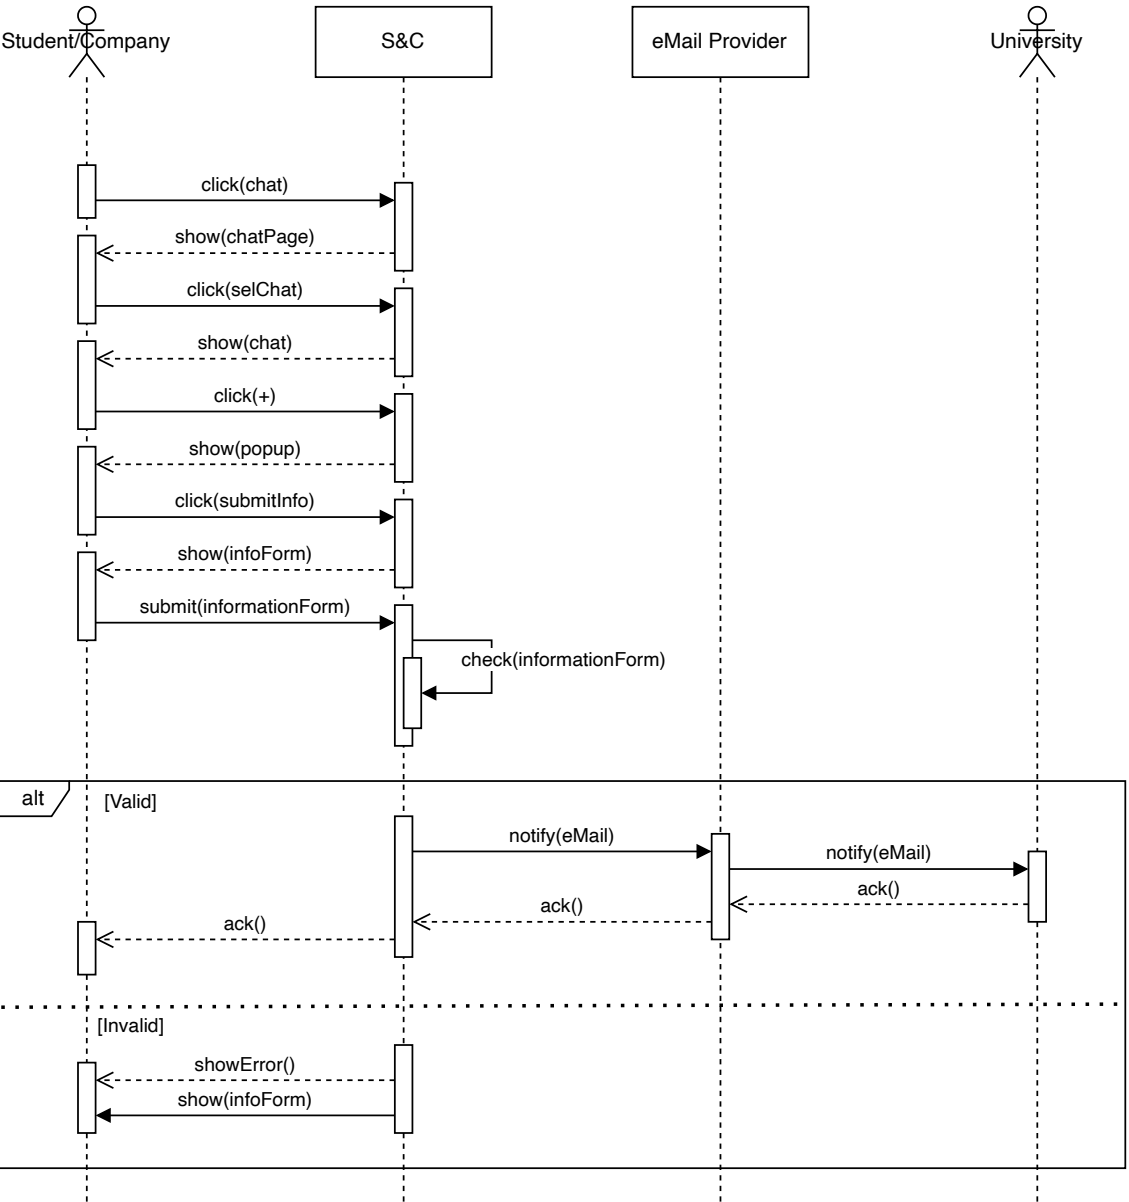 Student/Company
S&C
eMail Provider
University
click(chat)
show(chatPage)
click(selChat)
show(chat)
click(+)
show(popup)
click(submitInfo)
show(infoForm)
submit(informationForm)
check(informationForm)
alt
[Valid]
notify(eMail)
notify(eMail)
ack()
ack()
ack()
[Invalid]
showError()
show(infoForm)